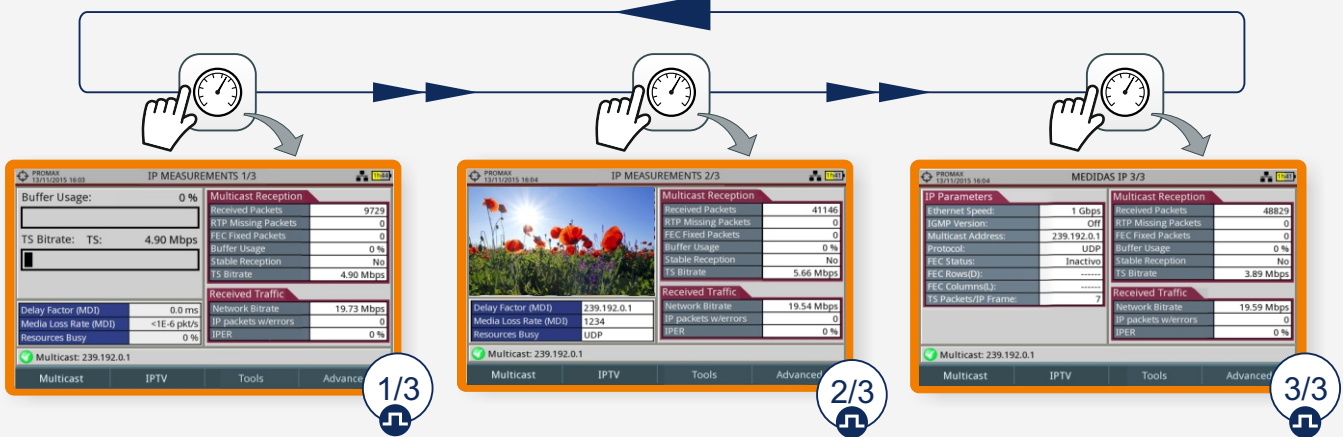 PROMAX
13/11/2015 16:03
IP MEASUREMENTS 1/3
1h44
Buffer Usage: 0 %
TS Bitrate: TS: 4.90 Mbps
Delay Factor (MDI) 0.0 ms
Media Loss Rate (MDI) <1E-6 pkt/s
Resources Busy 0 %
Multicast Reception
Received Packets 9729
RTP Missing Packets 0
FEC Fixed Packets 0
Buffer Usage 0 %
Stable Reception No
TS Bitrate 4.90 Mbps
Received Traffic
Network Bitrate 19.73 Mbps
IP packets w/errors 0
IPER 0 %
Multicast: 239.192.0.1
Multicast IPTV Tools Advance
1/3
PROMAX
13/11/2015 16:04
IP MEASUREMENTS 2/3
Delay Factor (MDI) 239.192.0.1
Media Loss Rate (MDI) 1234
Resources Busy UDP
Multicast Reception
Received Packets 41146
RTP Missing Packets 0
FEC Fixed Packets 0
Buffer Usage 0 %
Stable Reception No
TS Bitrate 5.66 Mbps
Received Traffic
Network Bitrate 19.54 Mbps
IP packets w/errors 0
IPER 0 %
Multicast: 239.192.0.1
Multicast IPTV Tools Advanced
2/3
PROMAX
13/11/2015 16:04
MEDIDAS IP 3/3
IP Parameters
Ethernet Speed: 1 Gbps
IGMP Version: Off
Multicast Address: 239.192.0.1
Protocol: UDP
FEC Status: Inactivo
FEC Rows(D): ------
FEC Columns(L): ------
TS Packets/IP Frame: 7
Multicast Reception
Received Packets 48829
RTP Missing Packets 0
FEC Fixed Packets 0
Buffer Usage 0 %
Stable Reception No
TS Bitrate 3.89 Mbps
Received Traffic
Network Bitrate 19.59 Mbps
IP packets w/errors 0
IPER 0 %
Multicast: 239.192.0.1
Multicast IPTV Tools Advanced
3/3